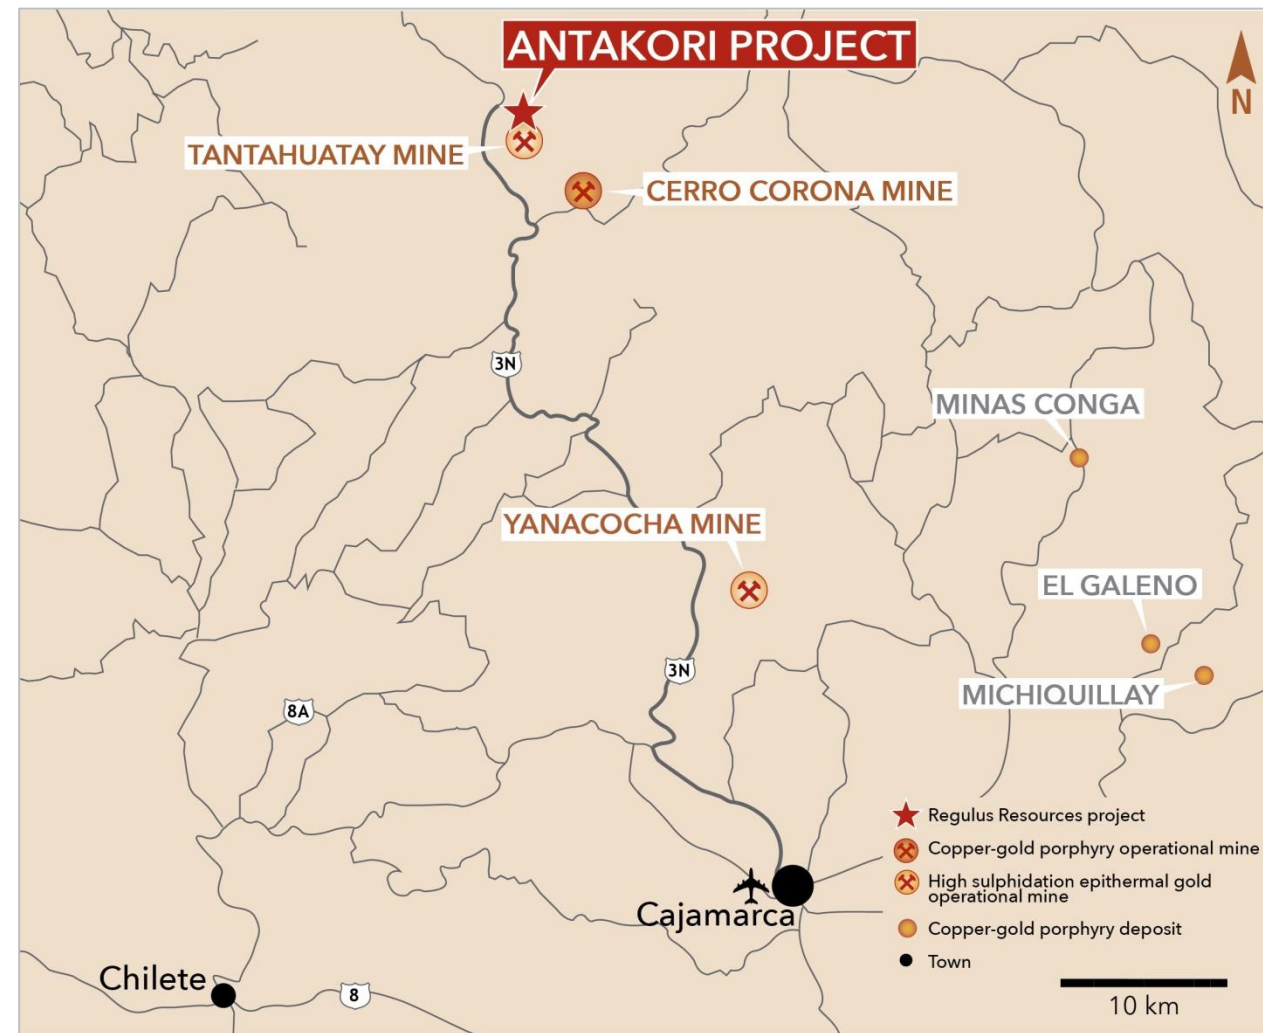 ANTAKORI PROJECT
N
TANTAHUATAY MINE
CERRO CORONA MINE
3N
MINAS CONGA
YANACOCHA MINE
EL GALENO
3N
MICHIQUILLAY
8A
Regulus Resources project
Copper-gold porphyry operational mine
High sulphidation epithermal gold
operational mine
Copper-gold porphyry deposit
Town
Cajamarca
Chilete
8
10 km